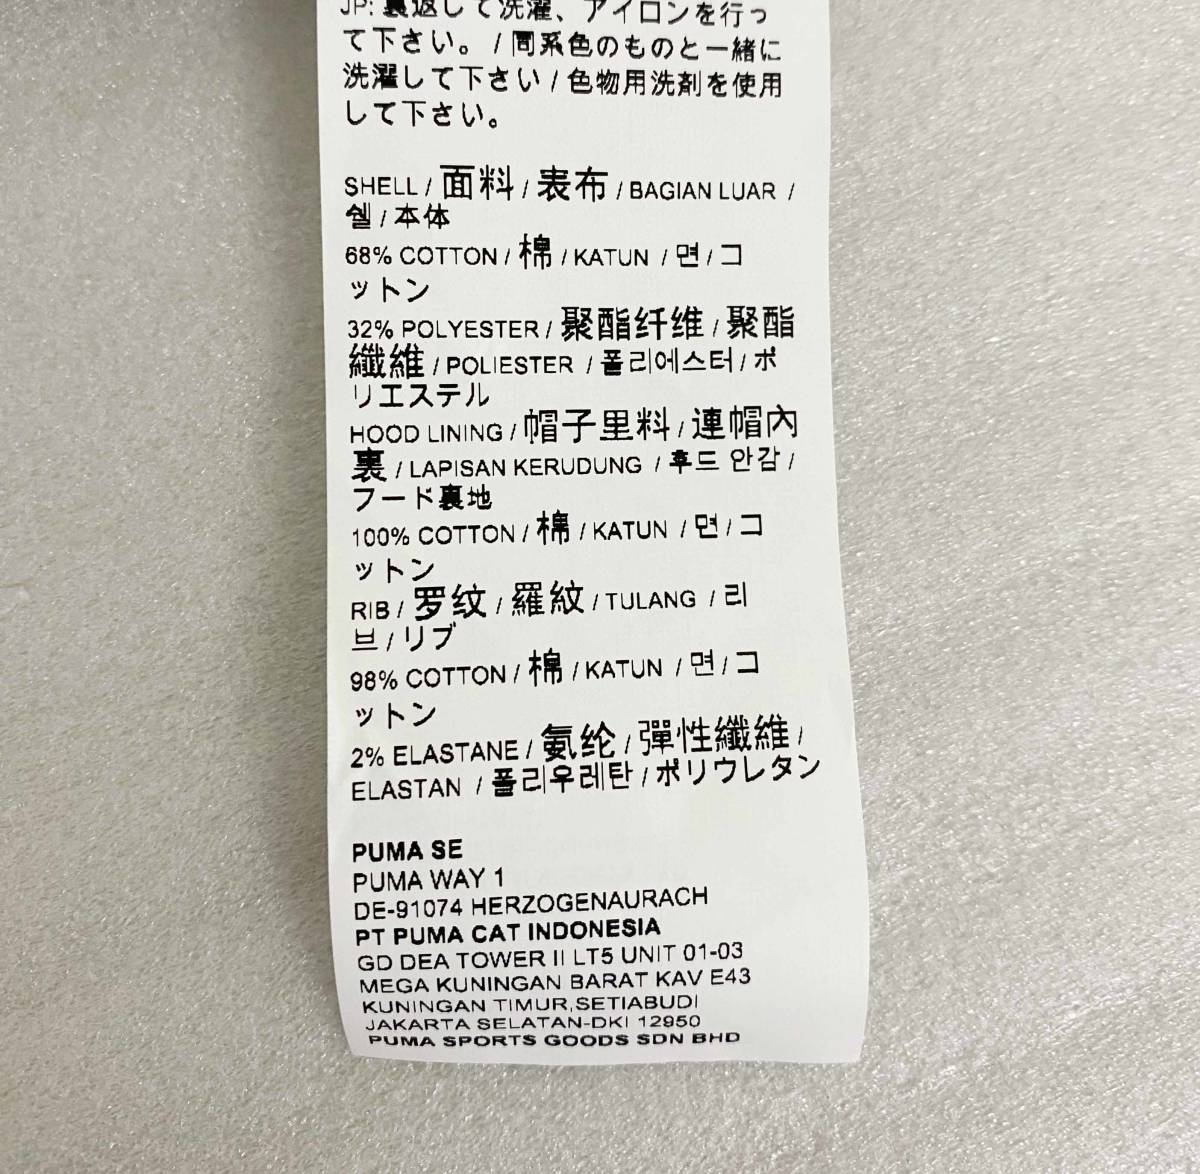 JP: 裏返して洗濯、アイロンを行っ
て下さい。 / 同系色のものと一緒に
洗濯して下さい / 色物用洗剤を使用
して下さい。
SHELL / 面料 / 表布 / BAGIAN LUAR /
쉘 / 本体
68% COTTON / 棉 / KATUN / 면 / コ
ットン
32% POLYESTER / 聚酯纤维 / 聚酯
纖維 / POLIESTER / 폴리에스터 / ポ
リエステル
HOOD LINING / 帽子里料 / 連帽內
裏 / LAPISAN KERUDUNG / 후드 안감 /
フード裏地
100% COTTON / 棉 / KATUN / 면 / コ
ットン
RIB / 罗纹 / 羅紋 / TULANG / 리
브 / リブ
98% COTTON / 棉 / KATUN / 면 / コ
ットン
2% ELASTANE / 氨纶 / 彈性纖維 /
ELASTAN / 폴리우레탄 / ポリウレタン
PUMA SE
PUMA WAY 1
DE-91074 HERZOGENAURACH
PT PUMA CAT INDONESIA
GD DEA TOWER II LT5 UNIT 01-03
MEGA KUNINGAN BARAT KAV E43
KUNINGAN TIMUR,SETIABUDI
JAKARTA SELATAN-DKI 12950
PUMA SPORTS GOODS SDN BHD